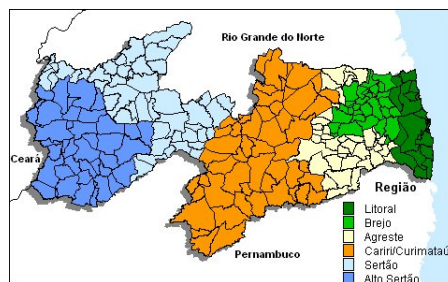 Rio Grande do Norte
Ceará
Pernambuco
Região
Litoral
Brejo
Agreste
Cariri/Curimataú
Sertão
Alto Sertão